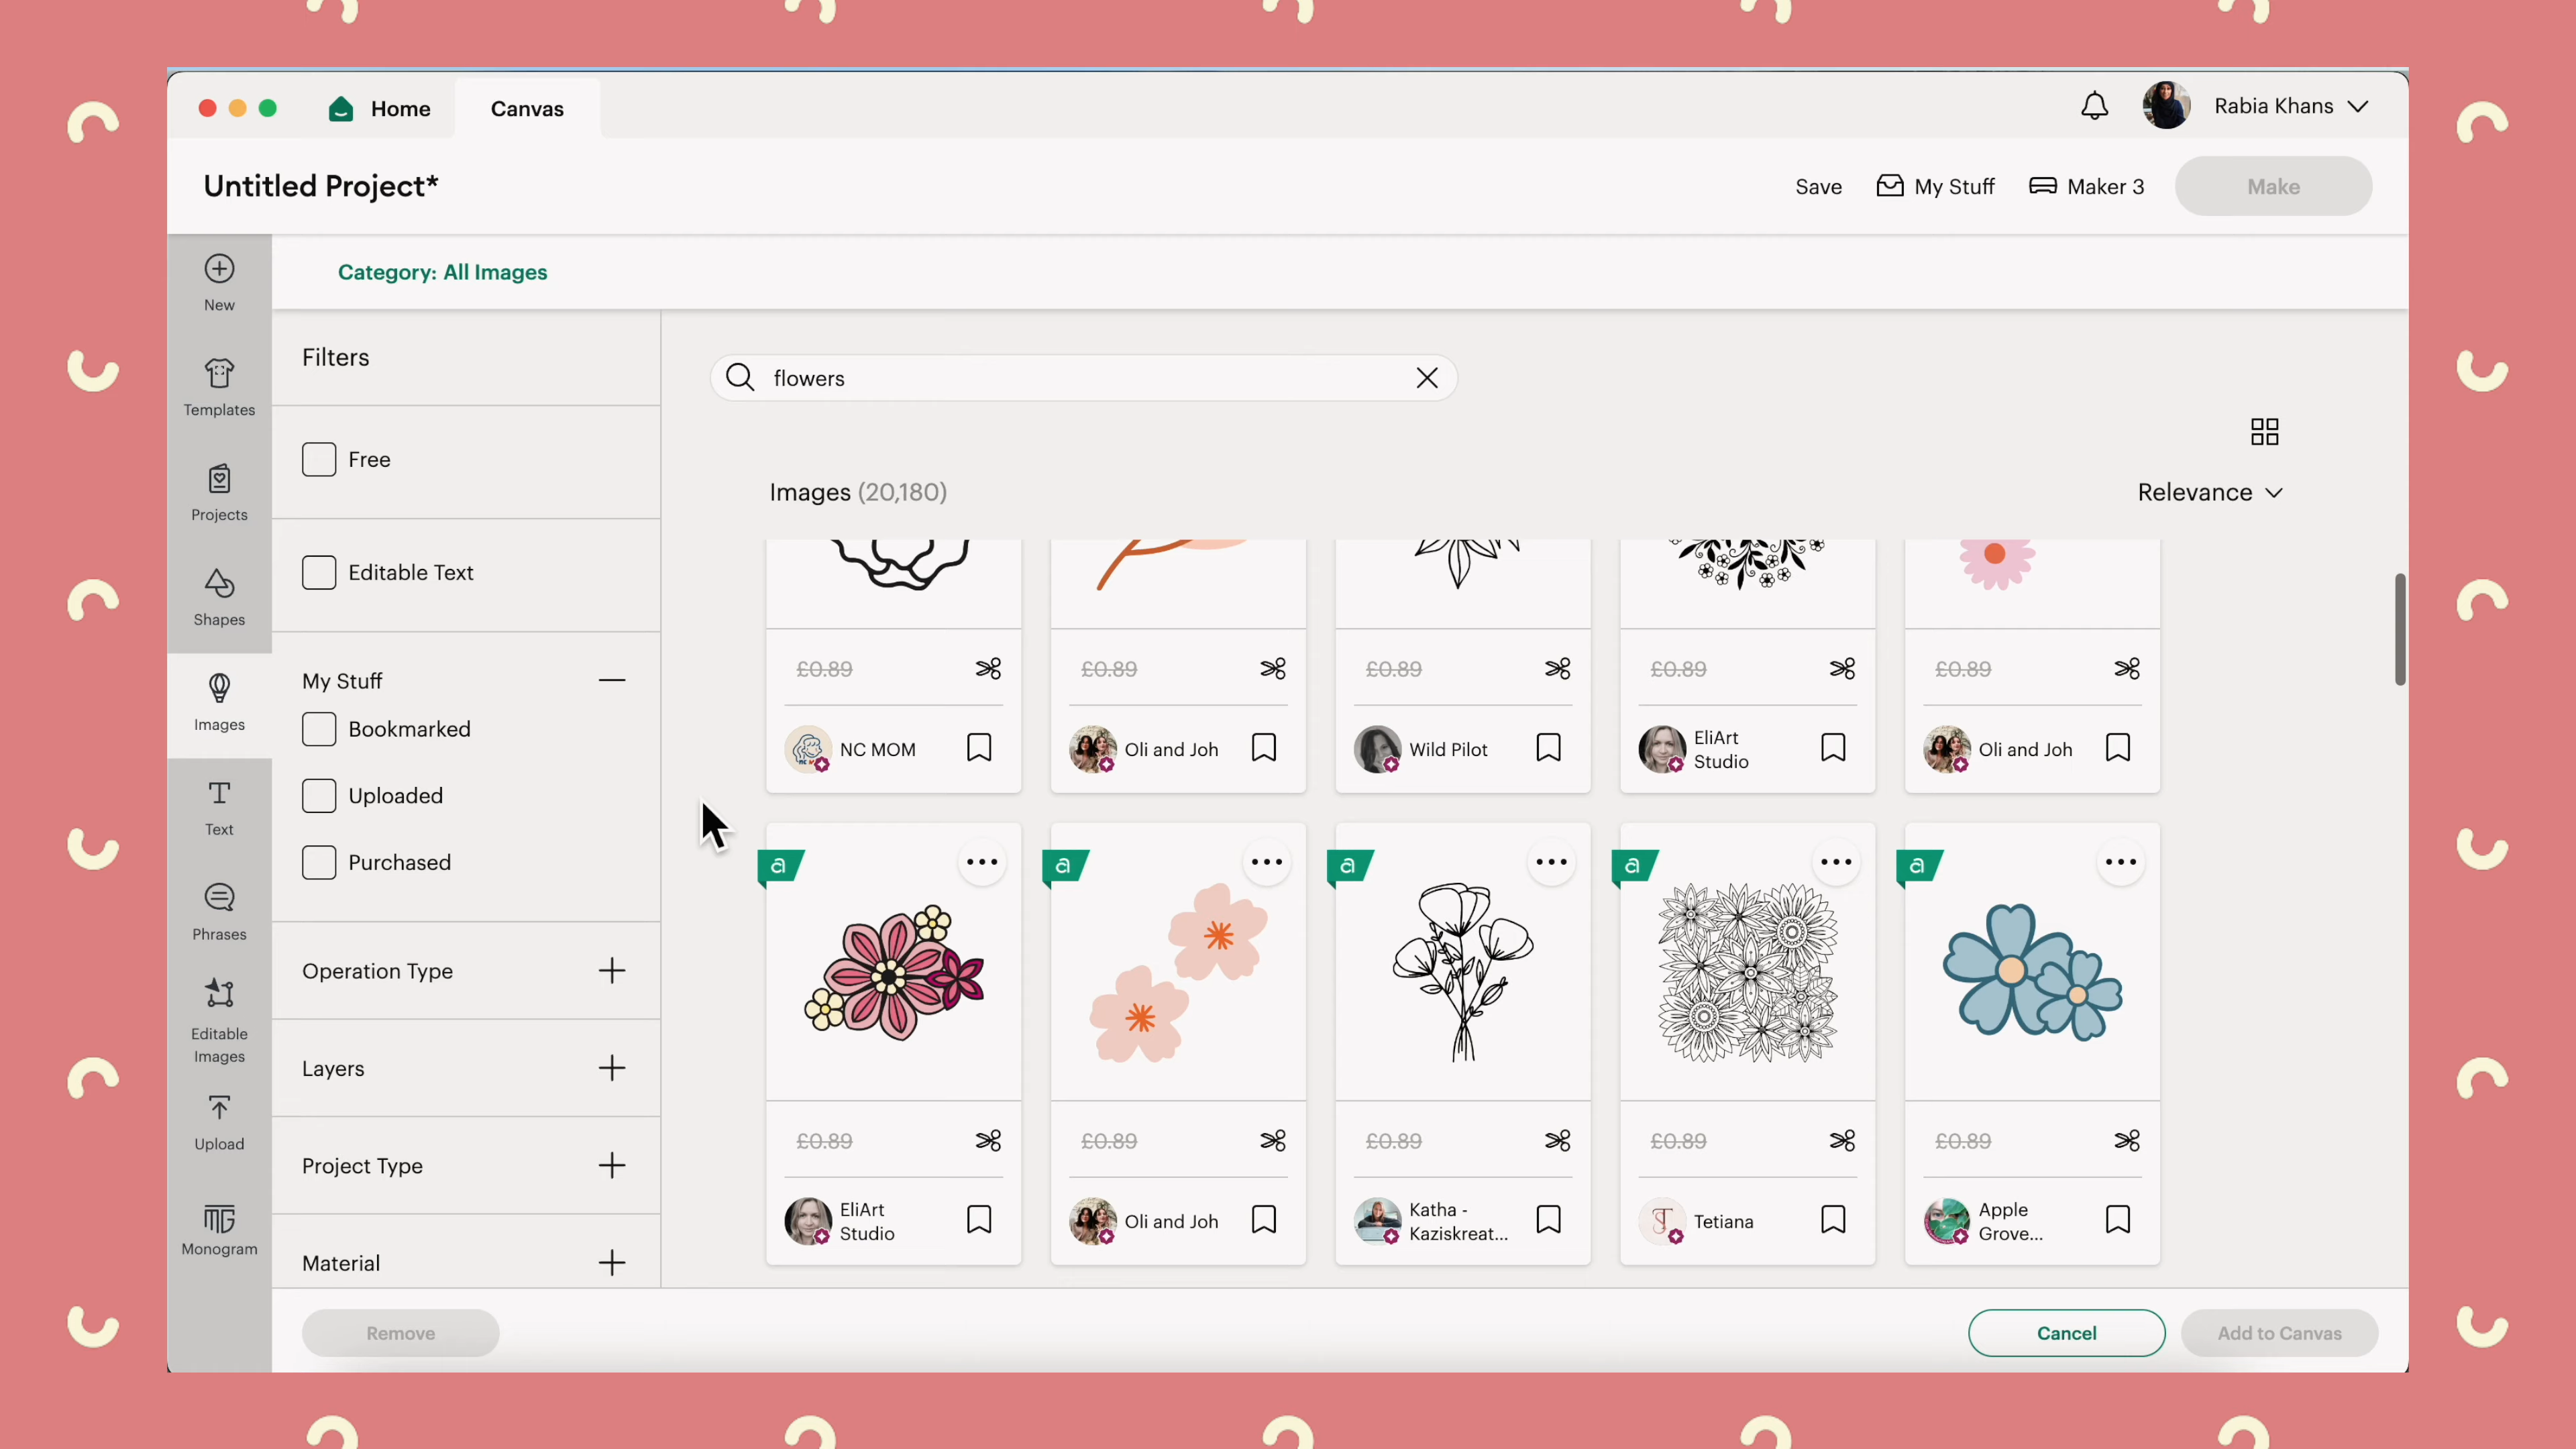 Home
Canvas
Rabia Khans
Untitled Project*
Save
My Stuff
Maker 3
Make
New
Templates
Projects
Shapes
Images
Text
Phrases
Editable
Images
Upload
Monogram
Category: All Images
Filters
Free
Editable Text
My Stuff
Bookmarked
Uploaded
Purchased
Operation Type
Layers
Project Type
Material
flowers
Images (20,180)
Relevance
£0.89
£0.89
£0.89
£0.89
£0.89
NC MOM
Oli and Joh
Wild Pilot
EliArt
Studio
Oli and Joh
a
a
a
a
a
£0.89
£0.89
£0.89
£0.89
£0.89
EliArt
Studio
Oli and Joh
Katha -
Kaziskreat...
Tetiana
Apple
Grove...
Remove
Cancel
Add to Canvas